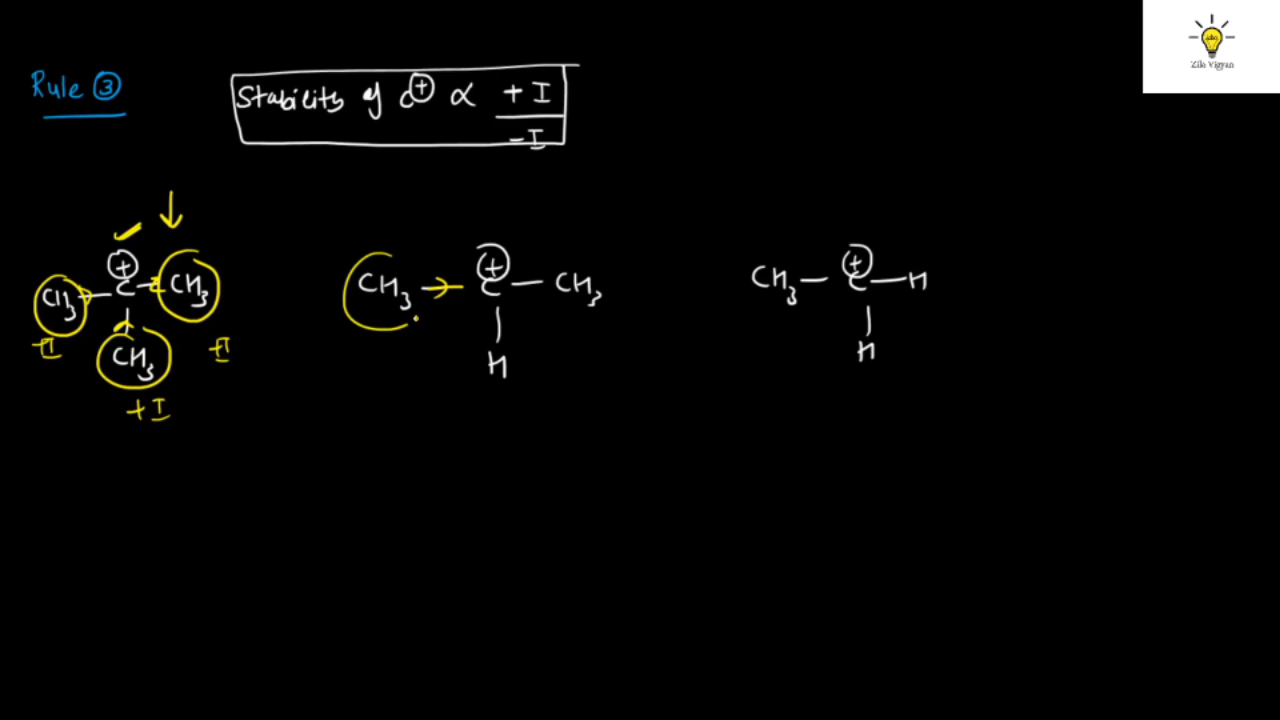 Rule ③
Stability of C⊕ ∝ +I
-I
⊕ ⊕ ⊕
CH₃ - C - CH₃ CH₃ → C - CH₃ CH₃ - C - H
+I CH₃ +I H H
+I
Zila Vigyan